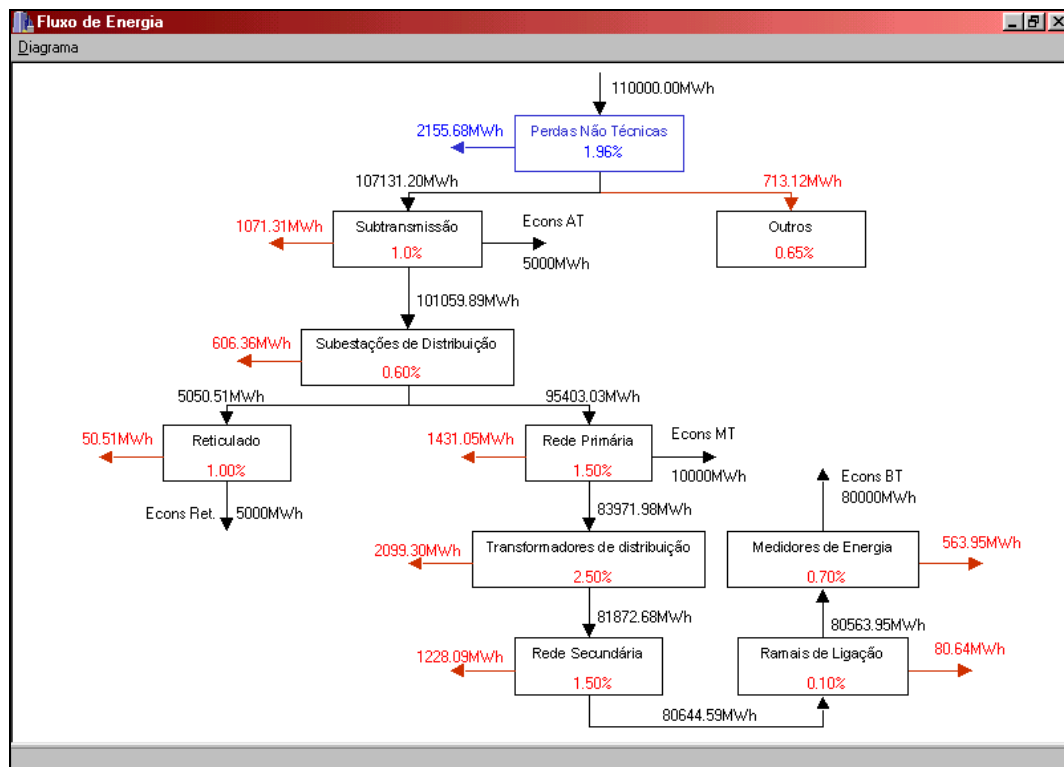 Fluxo de Energia
Diagrama
110000.00MWh
2155.68MWh
Perdas Não Técnicas
1.96%
107131.20MWh
713.12MWh
1071.31MWh
Subtransmissão
1.0%
Econs AT
5000MWh
Outros
0.65%
101059.89MWh
606.36MWh
Subestações de Distribuição
0.60%
5050.51MWh
95403.03MWh
50.51MWh
Reticulado
1.00%
1431.05MWh
Rede Primária
1.50%
Econs MT
10000MWh
Econs BT
80000MWh
Econs Ret.
5000MWh
83971.98MWh
2099.30MWh
Transformadores de distribuição
2.50%
Medidores de Energia
0.70%
563.95MWh
81872.68MWh
80563.95MWh
1228.09MWh
Rede Secundária
1.50%
Ramais de Ligação
0.10%
80.64MWh
80644.59MWh